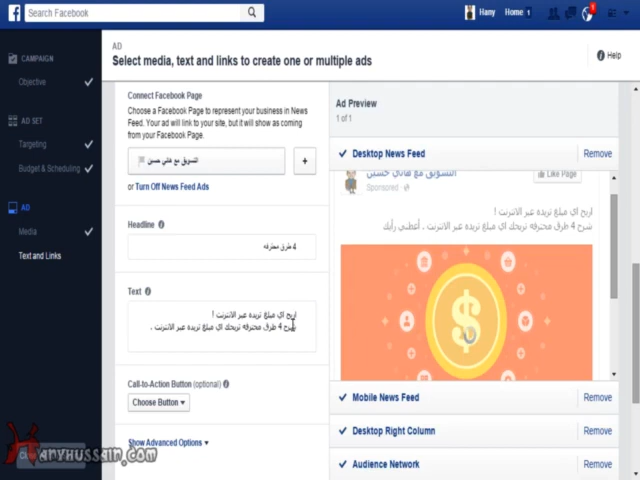 Search Facebook
Hany
Home 1
1
CAMPAIGN
Objective
AD SET
Targeting
Budget & Scheduling
AD
Media
Text and Links
AD
Select media, text and links to create one or multiple ads
Help
Connect Facebook Page
Choose a Facebook Page to represent your business in News
Feed. Your ad will link to your site, but it will show as coming
from your Facebook Page.
التسويق مع هاني حسين
+
or Turn Off News Feed Ads
Headline
4 طرق محترفه
Text
اربح اي مبلغ تريده عبر الانترنت !
شرح 4 طرق محترفه تربحك اي مبلغ تريده عبر الانترنت .
Call-to-Action Button (optional)
Choose Button
Show Advanced Options
Ad Preview
1 of 1
Desktop News Feed
Remove
التسويق مع هاني حسين
Sponsored
Like Page
اربح اي مبلغ تريده عبر الانترنت !
شرح 4 طرق محترفه تربحك اي مبلغ تريده عبر الانترنت . أعطني رأيك
$
Mobile News Feed
Remove
Desktop Right Column
Remove
Audience Network
Remove
HanyHussain.com